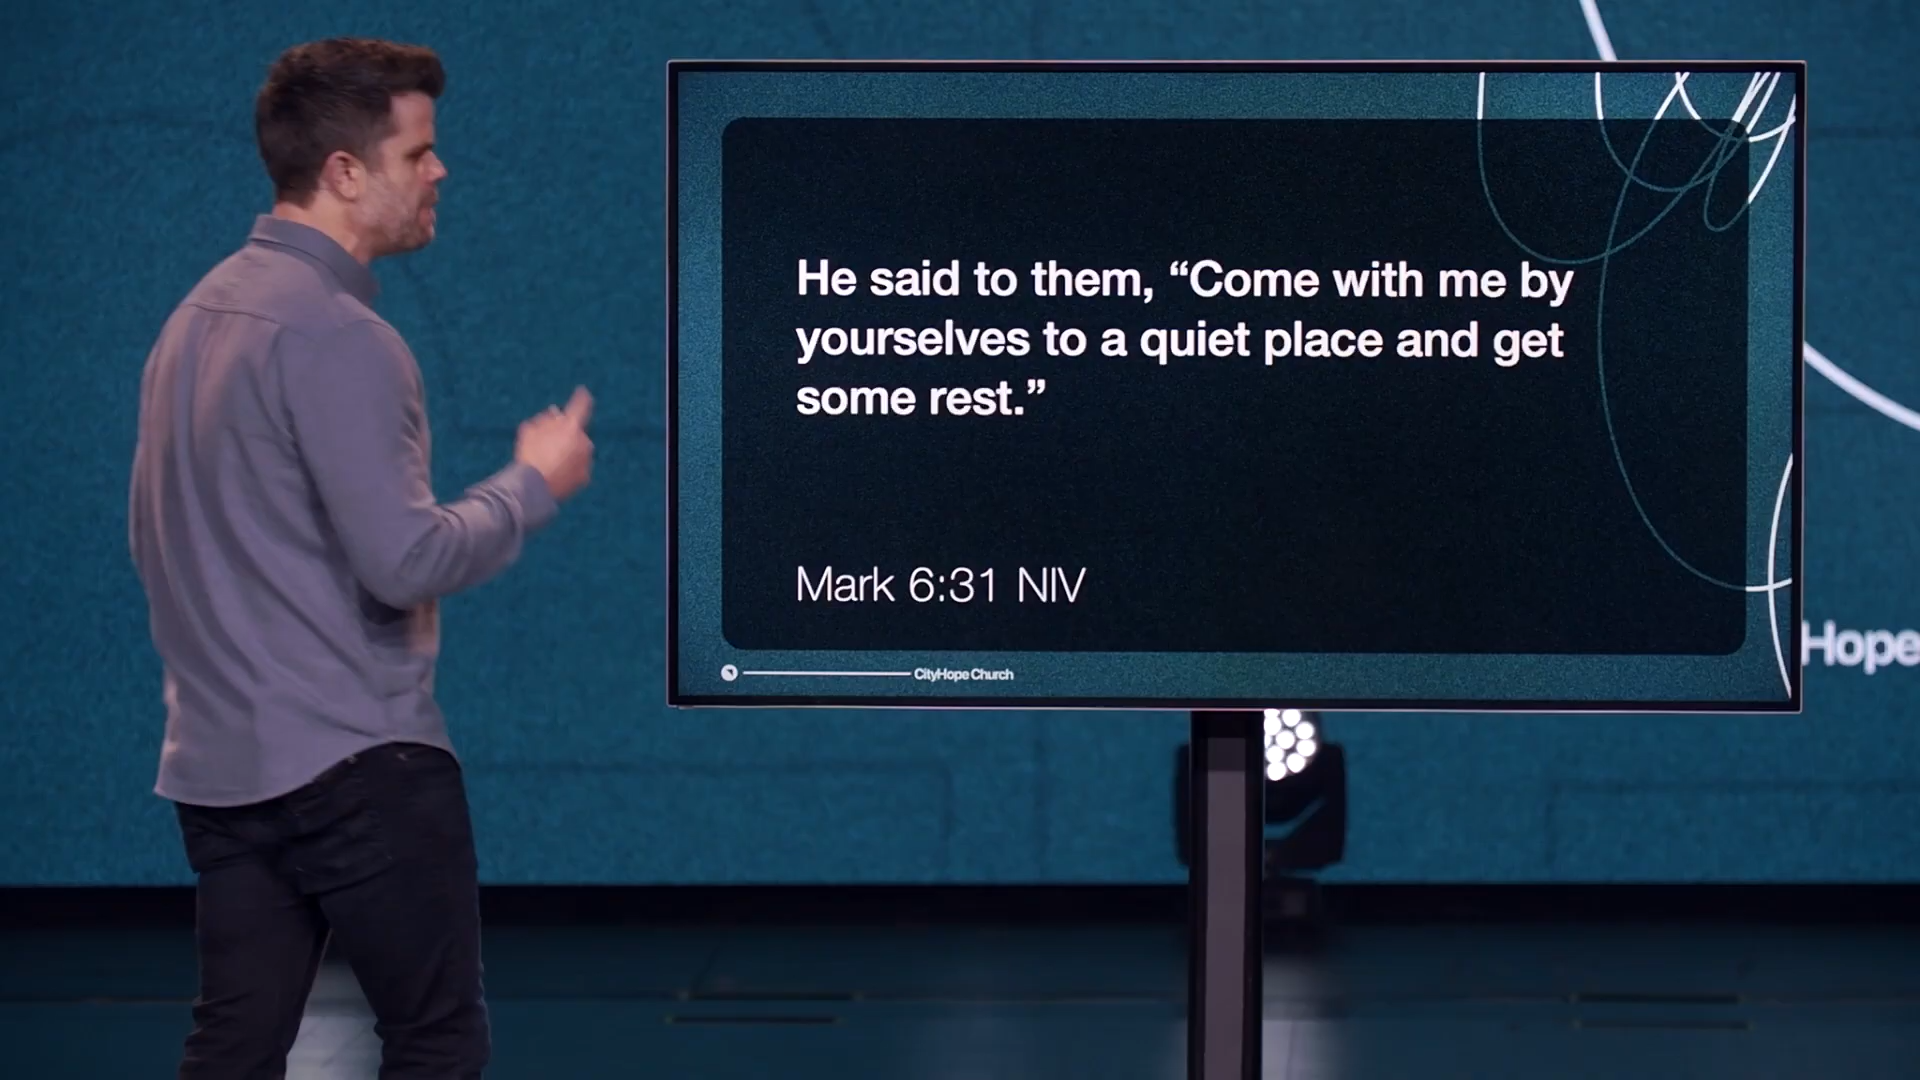 He said to them, “Come with me by
yourselves to a quiet place and get
some rest.”
Mark 6:31 NIV
CityHope Church
Hope